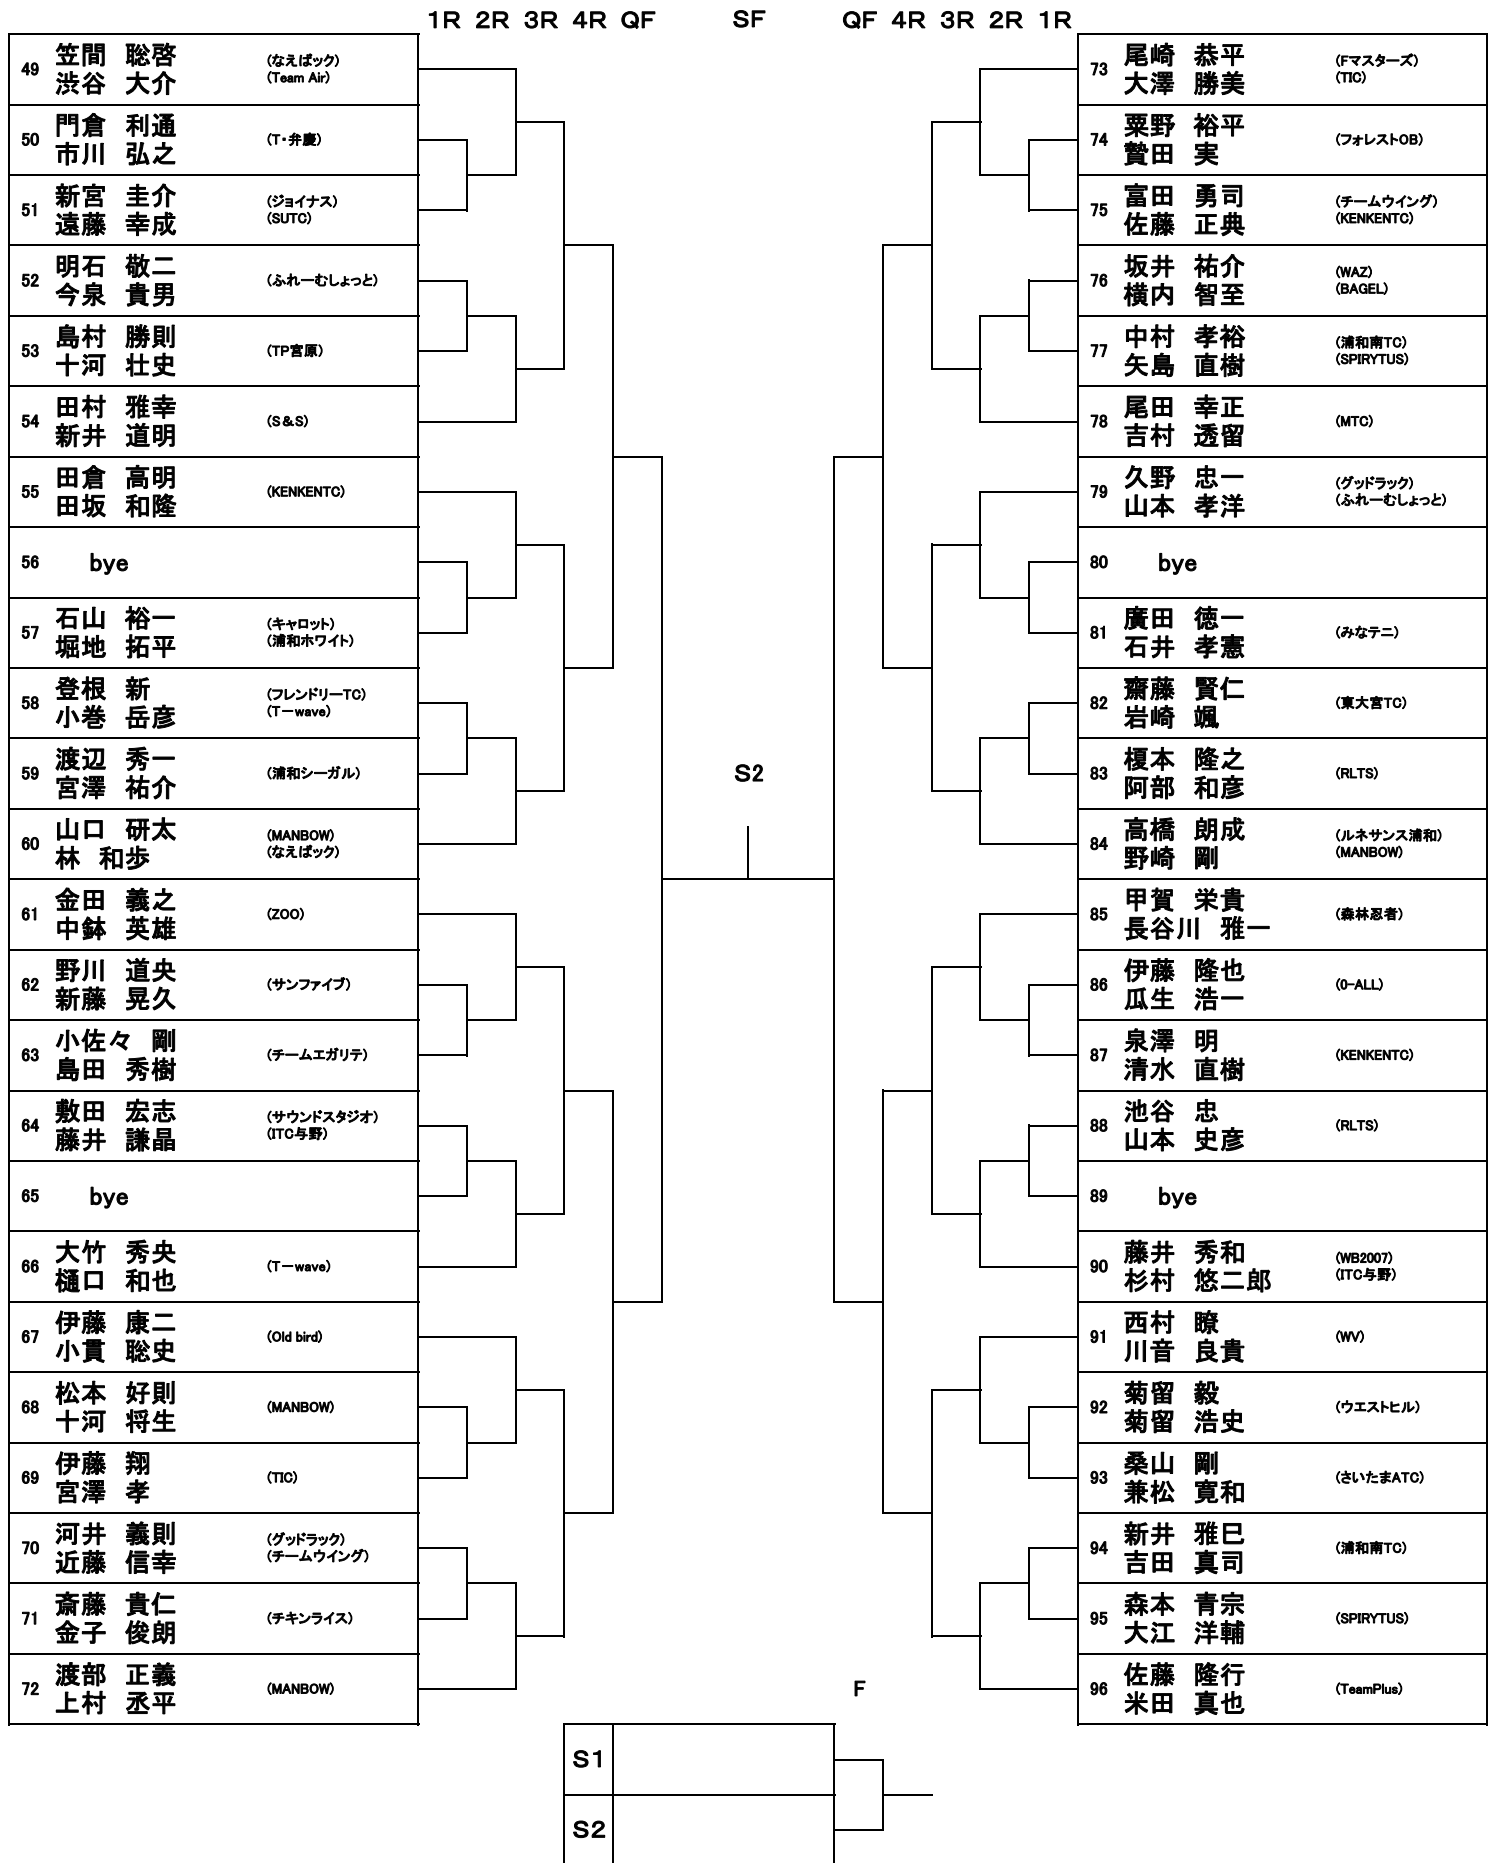 1R 2R 3R 4R QF SF QF 4R 3R 2R 1R
49 笠間 聡啓 (なえばック)
渋谷 大介 (Team Air)
50 門倉 利通 (T・弁慶)
市川 弘之
51 新宮 圭介 (ジョイナス)
遠藤 幸成 (SUTC)
52 明石 敬二 (ふれーむしょっと)
今泉 貴男
53 島村 勝則 (TP宮原)
十河 壮史
54 田村 雅幸 (S&S)
新井 道明
55 田倉 高明 (KENKENTC)
田坂 和隆
56 bye
57 石山 裕一 (キャロット)
堀地 拓平 (浦和ホワイト)
58 登根 新 (フレンドリーTC)
小巻 岳彦 (T－wave)
59 渡辺 秀一 (浦和シーガル)
宮澤 祐介
60 山口 研太 (MANBOW)
林 和歩 (なえばック)
61 金田 義之 (ZOO)
中鉢 英雄
62 野川 道央 (サンファイブ)
新藤 晃久
63 小佐々 剛 (チームエガリテ)
島田 秀樹
64 敷田 宏志 (サウンドスタジオ)
藤井 謙晶 (ITC与野)
65 bye
66 大竹 秀央 (T－wave)
樋口 和也
67 伊藤 康二 (Old bird)
小貫 聡史
68 松本 好則 (MANBOW)
十河 将生
69 伊藤 翔 (TIC)
宮澤 孝
70 河井 義則 (グッドラック)
近藤 信幸 (チームウイング)
71 斎藤 貴仁 (チキンライス)
金子 俊朗
72 渡部 正義 (MANBOW)
上村 丞平
S2
73 尾崎 恭平 (Fマスターズ)
大澤 勝美 (TIC)
74 粟野 裕平 (フォレストOB)
贄田 実
75 富田 勇司 (チームウイング)
佐藤 正典 (KENKENTC)
76 坂井 祐介 (WAZ)
横内 智至 (BAGEL)
77 中村 孝裕 (浦和南TC)
矢島 直樹 (SPIRYTUS)
78 尾田 幸正 (MTC)
吉村 透留
79 久野 忠一 (グッドラック)
山本 孝洋 (ふれーむしょっと)
80 bye
81 廣田 徳一 (みなテニ)
石井 孝憲
82 齋藤 賢仁 (東大宮TC)
岩崎 颯
83 榎本 隆之 (RLTS)
阿部 和彦
84 高橋 朗成 (ルネサンス浦和)
野崎 剛 (MANBOW)
85 甲賀 栄貴 (森林忍者)
長谷川 雅一
86 伊藤 隆也 (0-ALL)
瓜生 浩一
87 泉澤 明 (KENKENTC)
清水 直樹
88 池谷 忠 (RLTS)
山本 史彦
89 bye
90 藤井 秀和 (WB2007)
杉村 悠二郎 (ITC与野)
91 西村 瞭 (WV)
川音 良貴
92 菊留 毅 (ウエストヒル)
菊留 浩史
93 桑山 剛 (さいたまATC)
兼松 寛和
94 新井 雅巳 (浦和南TC)
吉田 真司
95 森本 青宗 (SPIRYTUS)
大江 洋輔
96 佐藤 隆行 (TeamPlus)
米田 真也
F
S1
S2